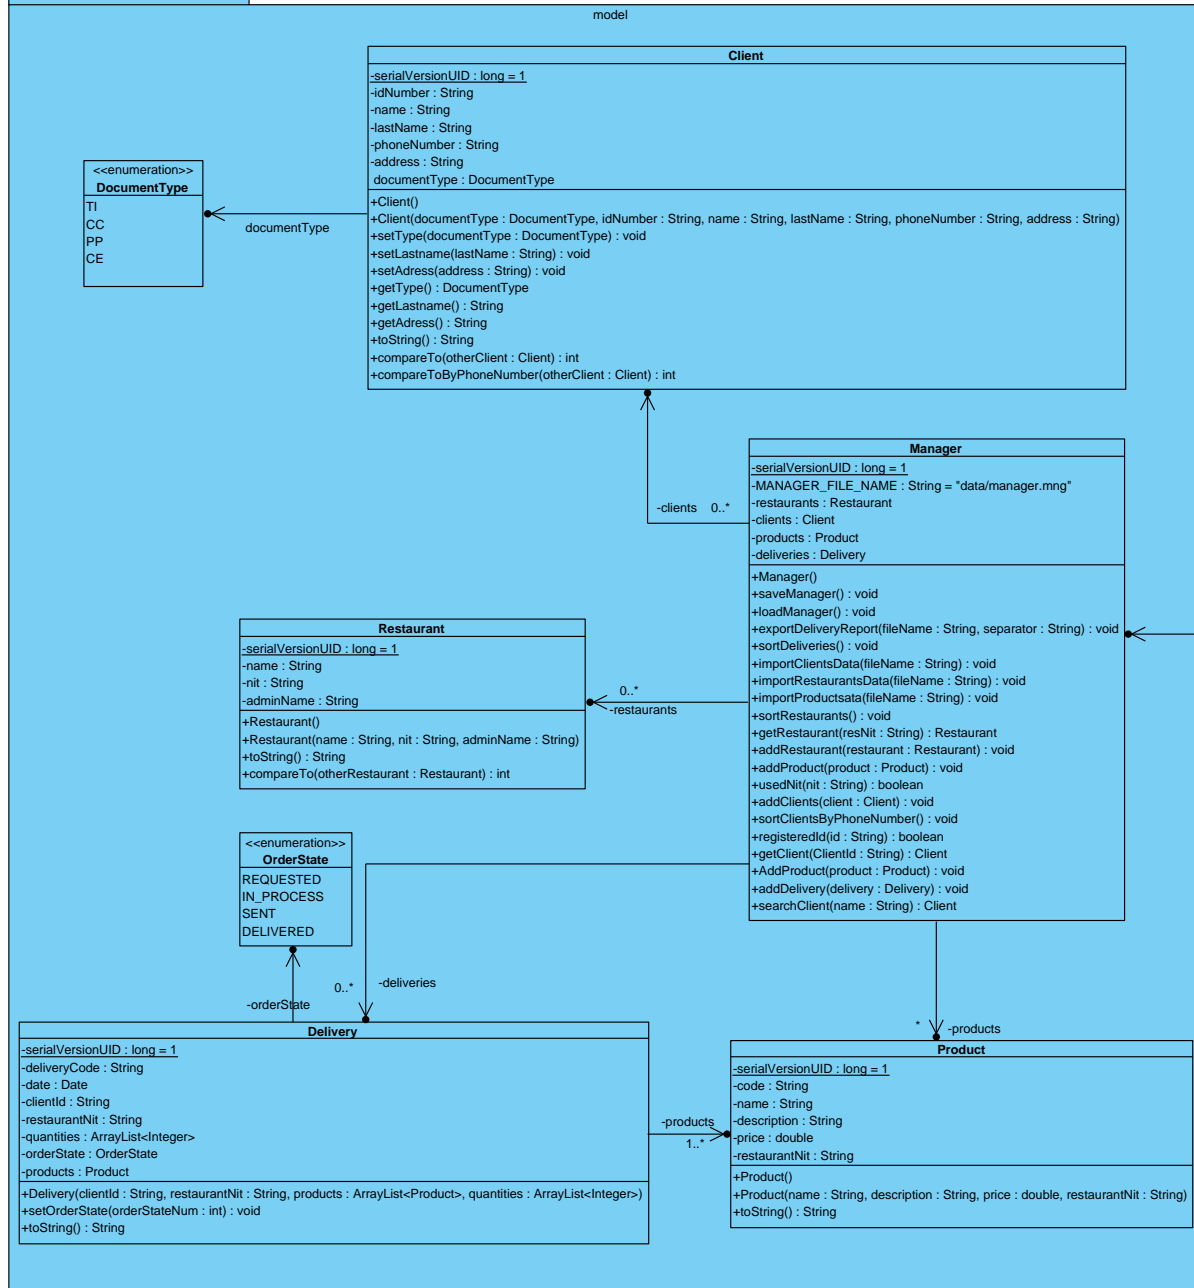 model
Client
-serialVersionUID : long = 1
-idNumber : String
-name : String
-lastName : String
-phoneNumber : String
-address : String
documentType : DocumentType
+Client()
+Client(documentType : DocumentType, idNumber : String, name : String, lastName : String, phoneNumber : String, address : String)
+setType(documentType : DocumentType) : void
+setLastname(lastName : String) : void
+setAdress(address : String) : void
+getType() : DocumentType
+getLastname() : String
+getAdress() : String
+toString() : String
+compareTo(otherClient : Client) : int
+compareToByPhoneNumber(otherClient : Client) : int
<<enumeration>>
DocumentType
TI
CC
PP
CE
documentType
-clients 0..*
Manager
-serialVersionUID : long = 1
-MANAGER_FILE_NAME : String = "data/manager.mng"
-restaurants : Restaurant
-clients : Client
-products : Product
-deliveries : Delivery
+Manager()
+saveManager() : void
+loadManager() : void
+exportDeliveryReport(fileName : String, separator : String) : void
+sortDeliveries() : void
+importClientsData(fileName : String) : void
+importRestaurantsData(fileName : String) : void
+importProductsata(fileName : String) : void
+sortRestaurants() : void
+getRestaurant(resNit : String) : Restaurant
+addRestaurant(restaurant : Restaurant) : void
+addProduct(product : Product) : void
+usedNit(nit : String) : boolean
+addClients(client : Client) : void
+sortClientsByPhoneNumber() : void
+registeredId(id : String) : boolean
+getClient(ClientId : String) : Client
+AddProduct(product : Product) : void
+addDelivery(delivery : Delivery) : void
+searchClient(name : String) : Client
Restaurant
-serialVersionUID : long = 1
-name : String
-nit : String
-adminName : String
+Restaurant()
+Restaurant(name : String, nit : String, adminName : String)
+toString() : String
+compareTo(otherRestaurant : Restaurant) : int
0..*
-restaurants
<<enumeration>>
OrderState
REQUESTED
IN_PROCESS
SENT
DELIVERED
-orderState
0..*
-deliveries
Delivery
-serialVersionUID : long = 1
-deliveryCode : String
-date : Date
-clientId : String
-restaurantNit : String
-quantities : ArrayList<Integer>
-orderState : OrderState
-products : Product
+Delivery(clientId : String, restaurantNit : String, products : ArrayList<Product>, quantities : ArrayList<Integer>)
+setOrderState(orderStateNum : int) : void
+toString() : String
-products
1..*
* -products
Product
-serialVersionUID : long = 1
-code : String
-name : String
-description : String
-price : double
-restaurantNit : String
+Product()
+Product(name : String, description : String, price : double, restaurantNit : String)
+toString() : String